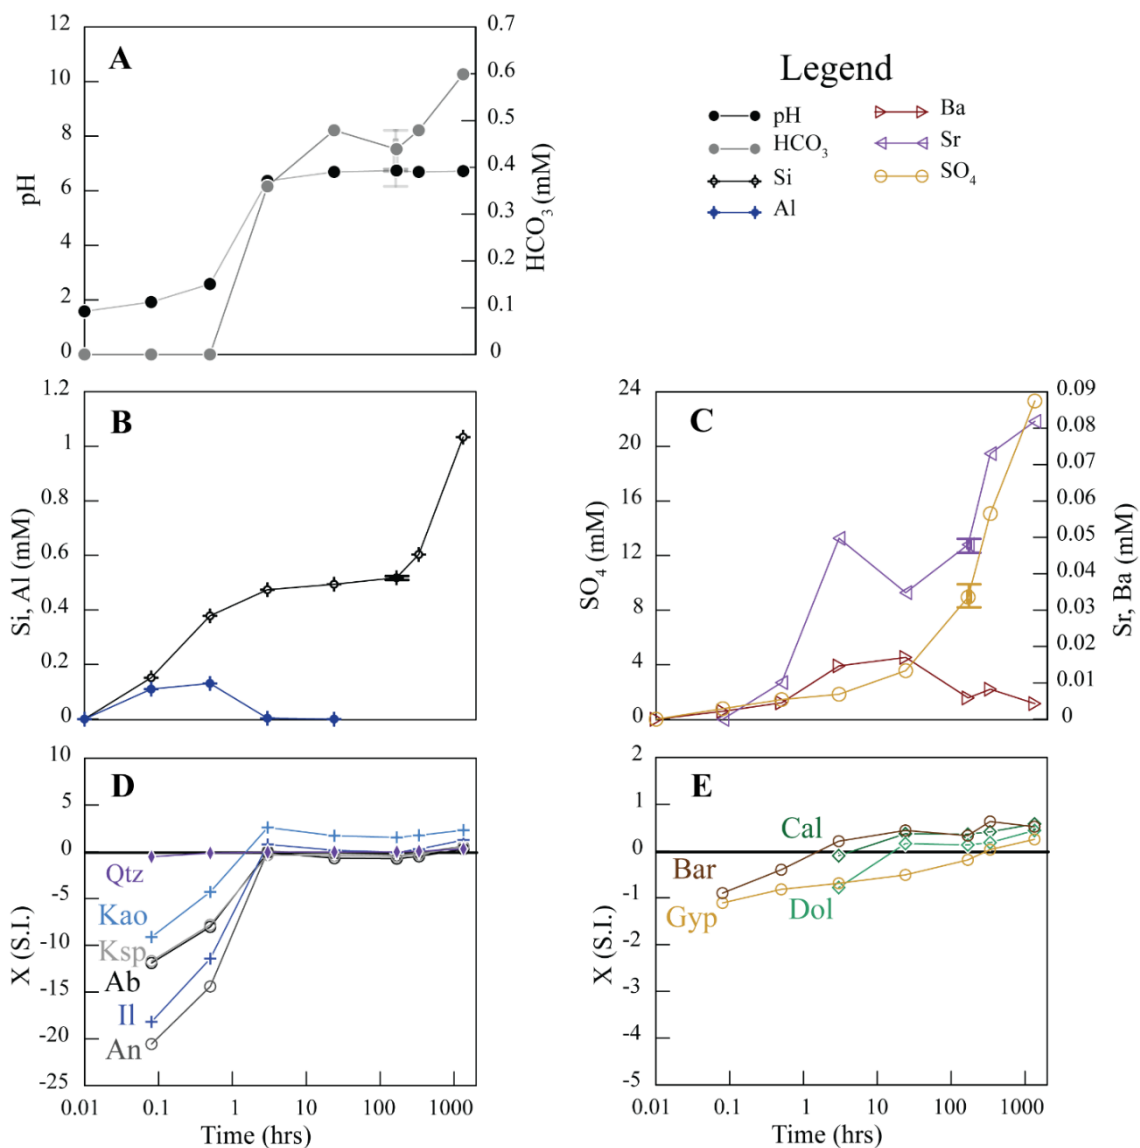 A
12
10
8
6
4
2
0
pH
0.7
0.6
0.5
0.4
0.3
0.2
0.1
0
HCO3 (mM)
Legend
pH
HCO3
Si
Al
Ba
Sr
SO4
B
1.2
1
0.8
0.6
0.4
0.2
0
Si, Al (mM)
C
24
20
16
12
8
4
0
SO4 (mM)
0.09
0.08
0.07
0.06
0.05
0.04
0.03
0.02
0.01
0
Sr, Ba (mM)
D
10
5
0
-5
-10
-15
-20
-25
X (S.I.)
Qtz
Kao
Ksp
Ab
Il
An
0.01 0.1 1 10 100 1000
Time (hrs)
E
2
1
0
-1
-2
-3
-4
-5
X (S.I.)
Cal
Bar
Gyp
Dol
0.01 0.1 1 10 100 1000
Time (hrs)